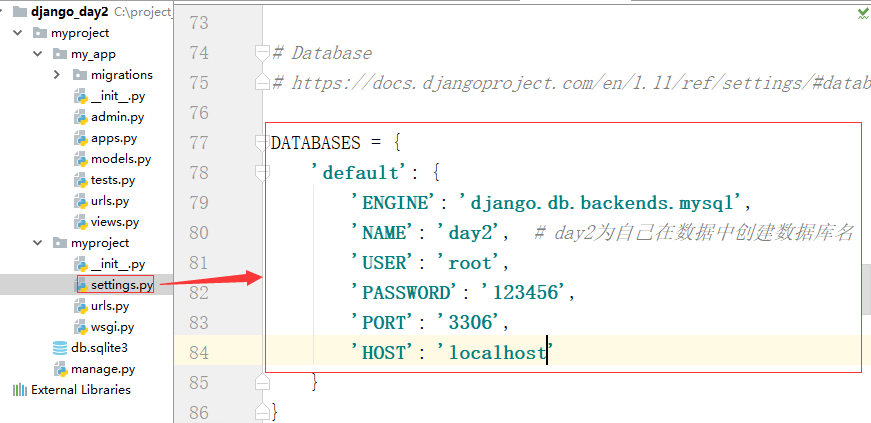 django_day2 C:\project_
myproject
my_app
migrations
__init__.py
admin.py
apps.py
models.py
tests.py
urls.py
views.py
myproject
__init__.py
settings.py
urls.py
wsgi.py
db.sqlite3
manage.py
External Libraries
73
74 # Database
75 # https://docs.djangoproject.com/en/1.11/ref/settings/#datab
76
77 DATABASES = {
78 'default': {
79 'ENGINE': 'django.db.backends.mysql',
80 'NAME': 'day2', # day2为自己在数据中创建数据库名
81 'USER': 'root',
82 'PASSWORD': '123456',
83 'PORT': '3306',
84 'HOST': 'localhost'
85 }
86 }